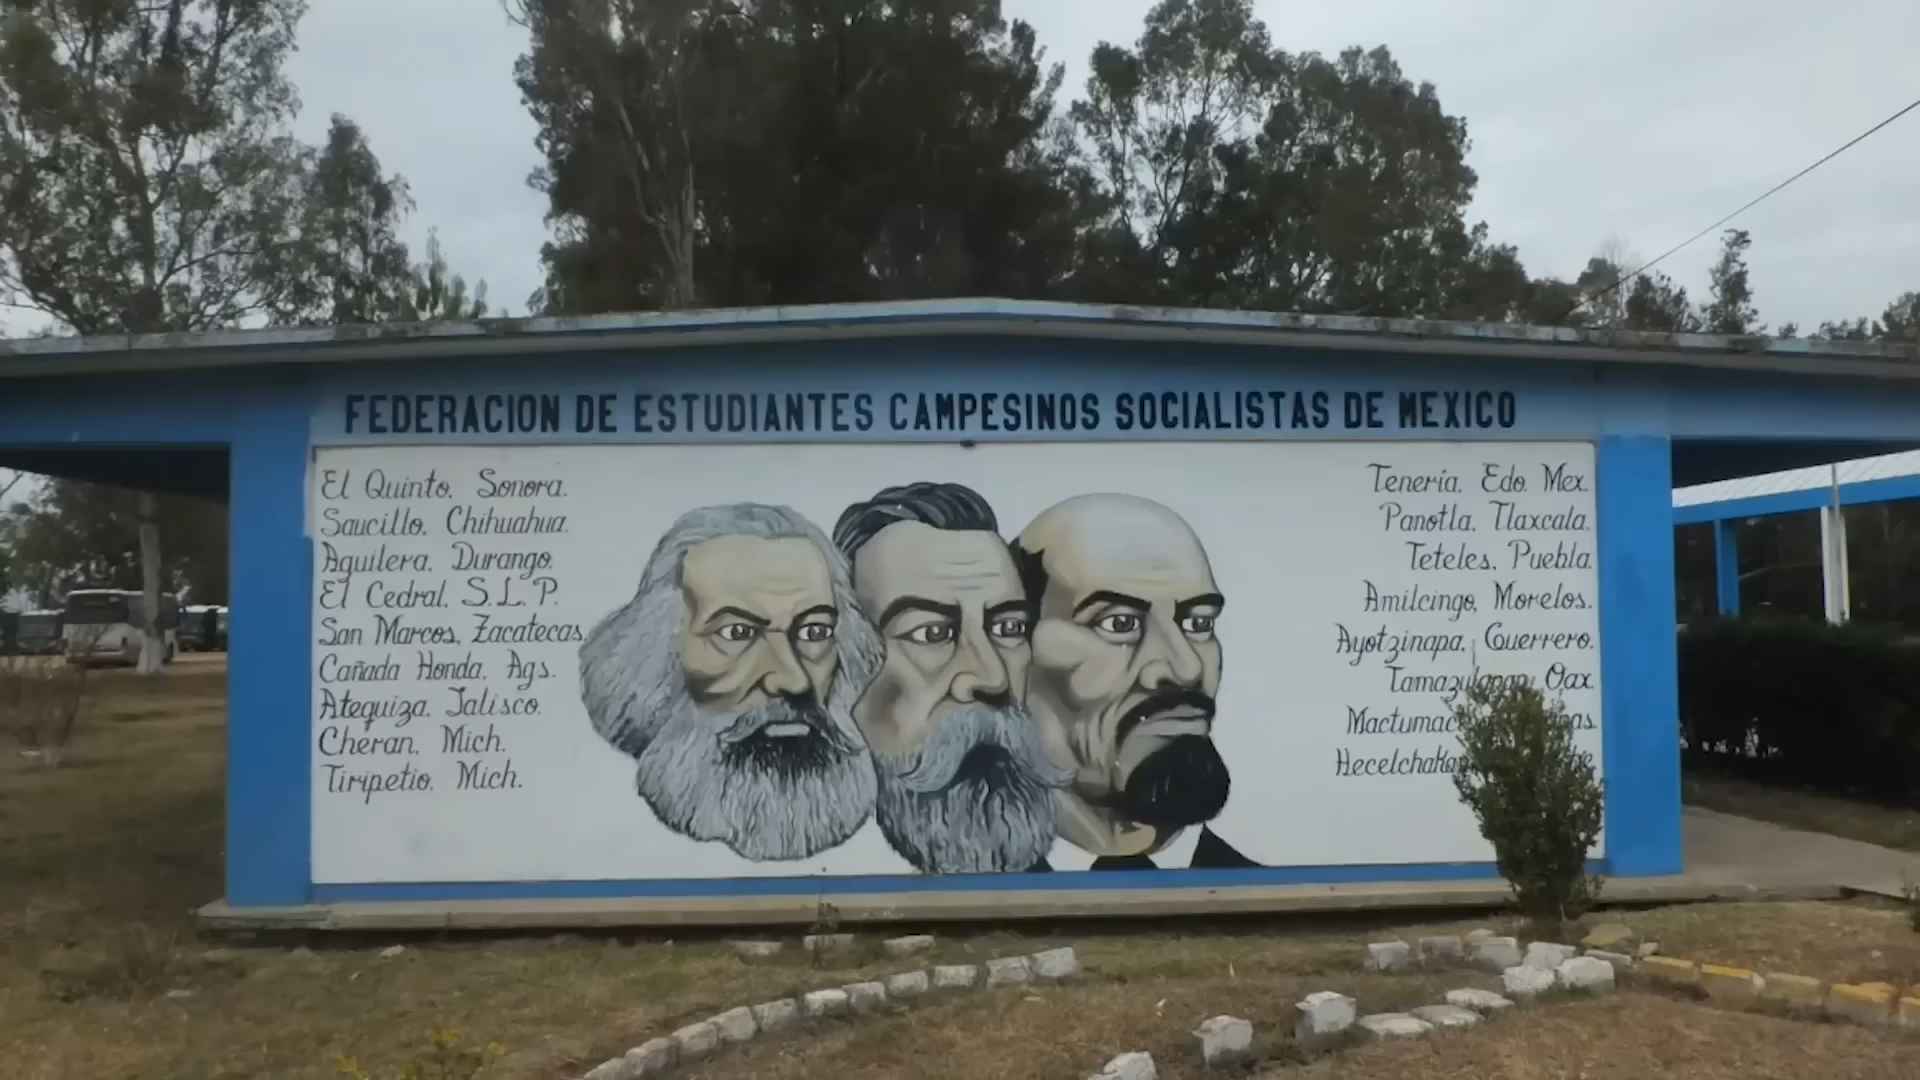 FEDERACION DE ESTUDIANTES CAMPESINOS SOCIALISTAS DE MEXICO
El Quinto, Sonora.
Saucillo, Chihuahua.
Aguilera, Durango.
El Cedral, S.L.P.
San Marcos, Zacatecas.
Cañada Honda, Ags.
Atequiza, Jalisco.
Cheran, Mich.
Tiripetio, Mich.
Tenería, Edo. Mex.
Panotla, Tlaxcala.
Teteles, Puebla.
Amilcingo, Morelos.
Ayotzinapa, Guerrero.
Tamazulapan, Oax.